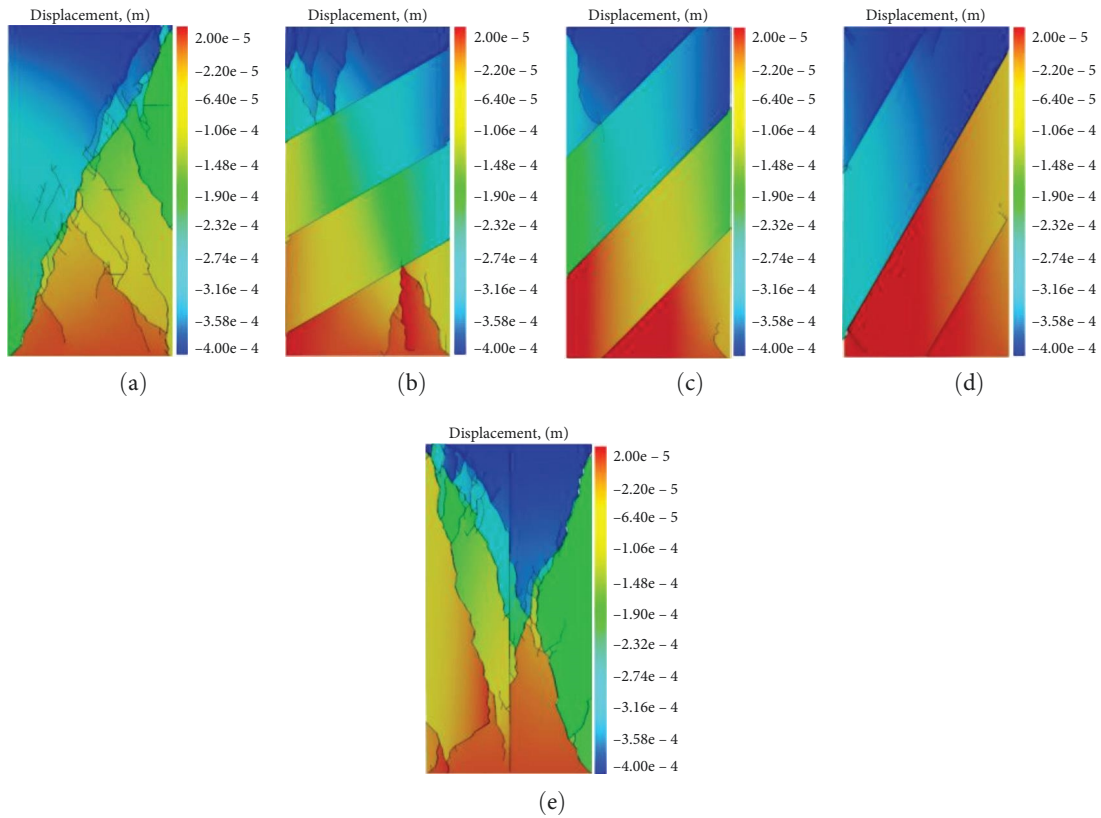 Displacement, (m)
2.00e – 5
–2.20e – 5
–6.40e – 5
–1.06e – 4
–1.48e – 4
–1.90e – 4
–2.32e – 4
–2.74e – 4
–3.16e – 4
–3.58e – 4
–4.00e – 4
(a)
Displacement, (m)
2.00e – 5
–2.20e – 5
–6.40e – 5
–1.06e – 4
–1.48e – 4
–1.90e – 4
–2.32e – 4
–2.74e – 4
–3.16e – 4
–3.58e – 4
–4.00e – 4
(b)
Displacement, (m)
2.00e – 5
–2.20e – 5
–6.40e – 5
–1.06e – 4
–1.48e – 4
–1.90e – 4
–2.32e – 4
–2.74e – 4
–3.16e – 4
–3.58e – 4
–4.00e – 4
(c)
Displacement, (m)
2.00e – 5
–2.20e – 5
–6.40e – 5
–1.06e – 4
–1.48e – 4
–1.90e – 4
–2.32e – 4
–2.74e – 4
–3.16e – 4
–3.58e – 4
–4.00e – 4
(d)
Displacement, (m)
2.00e – 5
–2.20e – 5
–6.40e – 5
–1.06e – 4
–1.48e – 4
–1.90e – 4
–2.32e – 4
–2.74e – 4
–3.16e – 4
–3.58e – 4
–4.00e – 4
(e)